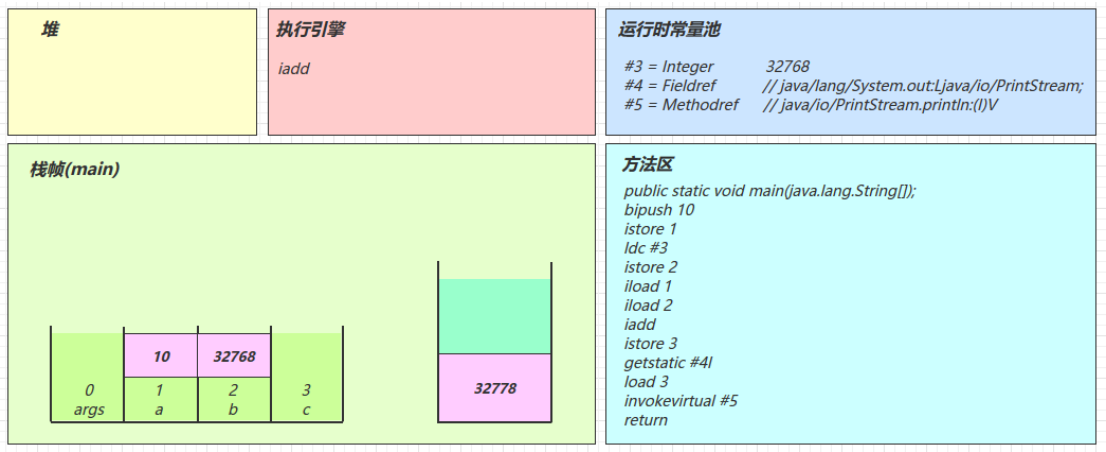 堆
执行引擎
iadd
运行时常量池
#3 = Integer 32768
#4 = Fieldref // java/lang/System.out:Ljava/io/PrintStream;
#5 = Methodref // java/io/PrintStream.println:(I)V
栈帧(main)
10 32768
0 1 2 3
args a b c
32778
方法区
public static void main(java.lang.String[]);
bipush 10
istore 1
ldc #3
istore 2
iload 1
iload 2
iadd
istore 3
getstatic #4I
load 3
invokevirtual #5
return